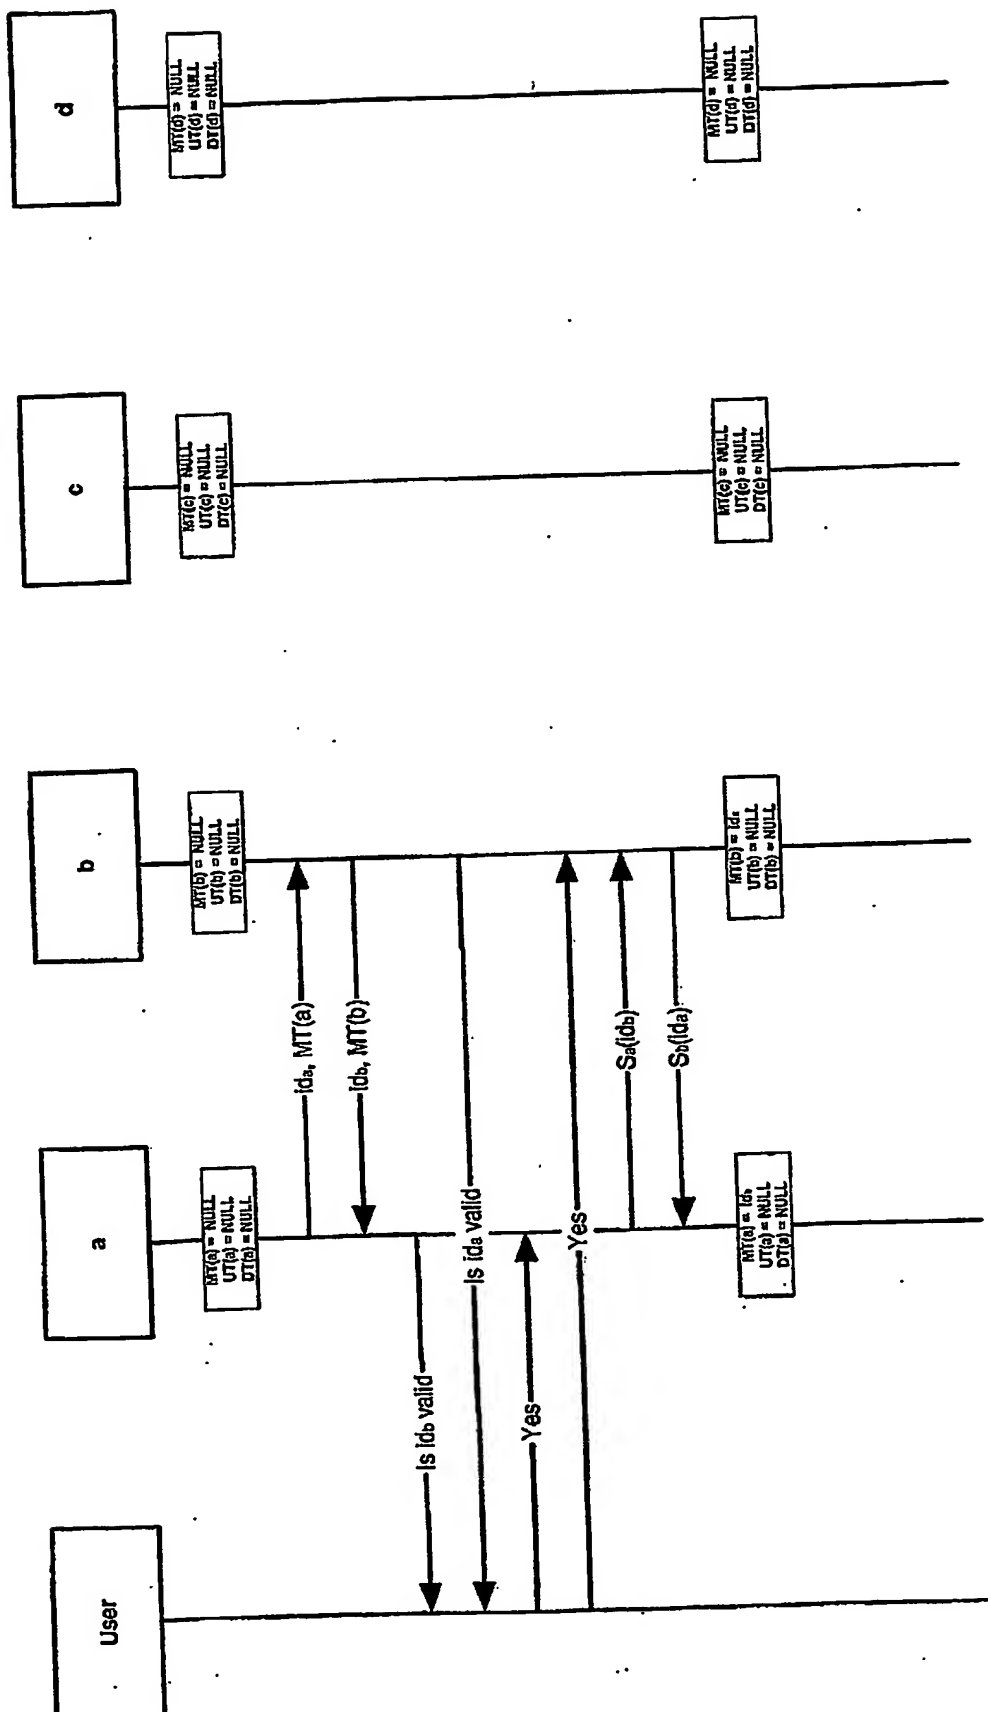 User
a
b
c
d
MT(a) = NULL
UT(a) = NULL
DT(a) = NULL
MT(b) = NULL
UT(b) = NULL
DT(b) = NULL
MT(c) = NULL
UT(c) = NULL
DT(c) = NULL
MT(d) = NULL
UT(d) = NULL
DT(d) = NULL
ida, MT(a)
idb, MT(b)
Is idb valid
Is ida valid
Yes
Yes
Sa(idb)
Sb(ida)
MT(a) = idb
UT(a) = NULL
DT(a) = NULL
MT(b) = ida
UT(b) = NULL
DT(b) = NULL
MT(c) = NULL
UT(c) = NULL
DT(c) = NULL
MT(d) = NULL
UT(d) = NULL
DT(d) = NULL